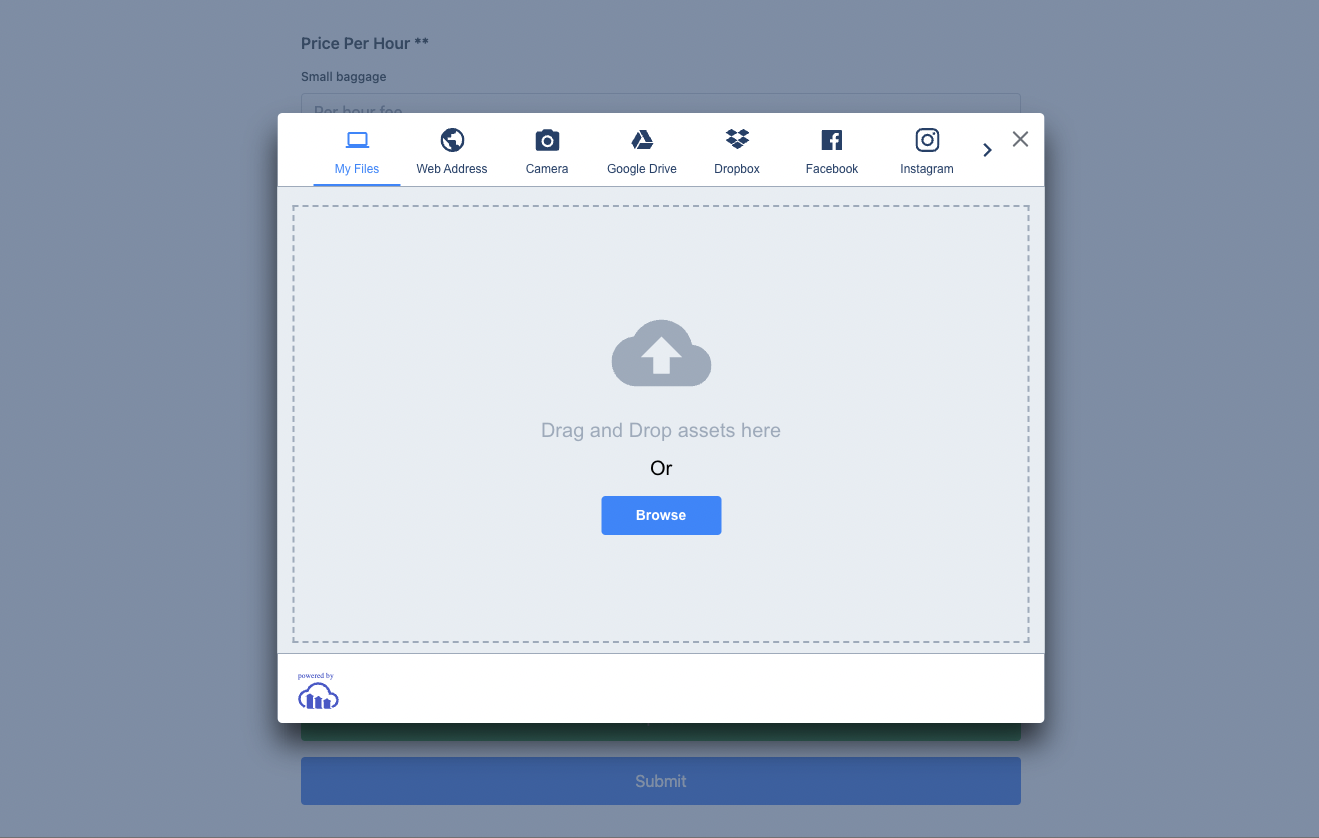 Price Per Hour **
Small baggage
Per hour fee
My Files
Web Address
Camera
Google Drive
Dropbox
Facebook
Instagram
Drag and Drop assets here
Or
Browse
powered by
Submit